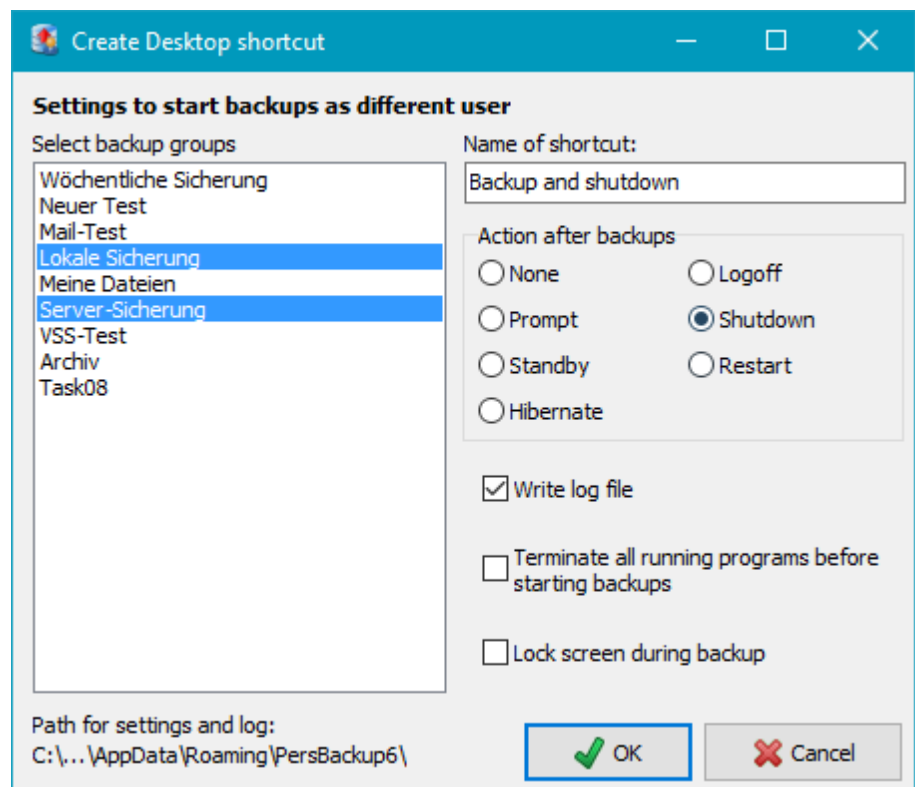 Create Desktop shortcut
Settings to start backups as different user
Select backup groups
Wöchentliche Sicherung
Neuer Test
Mail-Test
Lokale Sicherung
Meine Dateien
Server-Sicherung
VSS-Test
Archiv
Task08
Path for settings and log:
C:\...\AppData\Roaming\PersBackup6\
Name of shortcut:
Backup and shutdown
Action after backups
None
Logoff
Prompt
Shutdown
Standby
Restart
Hibernate
Write log file
Terminate all running programs before
starting backups
Lock screen during backup
OK
Cancel